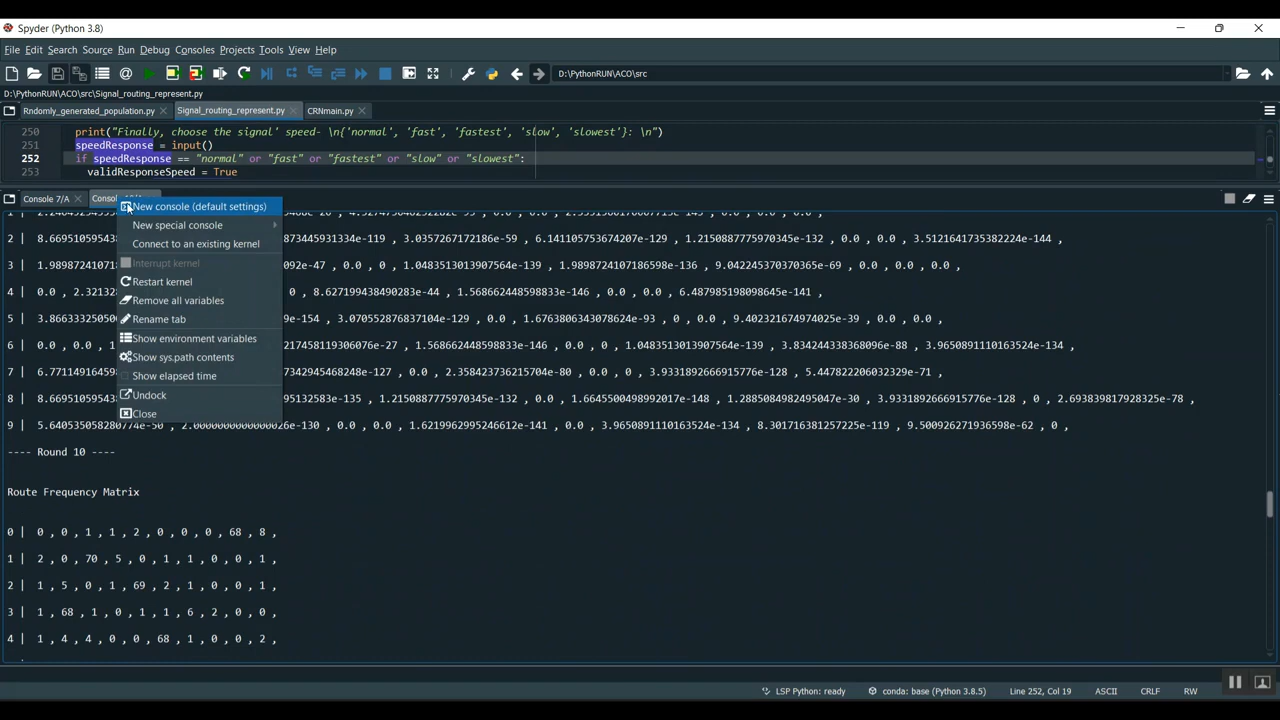 Spyder (Python 3.8)
File Edit Search Source Run Debug Consoles Projects Tools View Help
D:\PythonRUN\ACO\src
D:\PythonRUN\ACO\src\Signal_routing_represent.py
Rndomly_generated_population.py Signal_routing_represent.py CRNmain.py
250 print("Finally, choose the signal' speed- \n{'normal', 'fast', 'fastest', 'slow', 'slowest'}: \n")
251 speedResponse = input()
252 if speedResponse == "normal" or "fast" or "fastest" or "slow" or "slowest":
253 validResponseSpeed = True
Console 7/A
New console (default settings)
New special console
Connect to an existing kernel
Interrupt kernel
Restart kernel
Remove all variables
Rename tab
Show environment variables
Show sys.path contents
Show elapsed time
Undock
Close
2 | 8.6695105954 873445931334e-119 , 3.0357267172186e-59 , 6.141105753674207e-129 , 1.2150887775970345e-132 , 0.0 , 0.0 , 3.5121641735382224e-144 ,
3 | 1.989872410 092e-47 , 0.0 , 0 , 1.0483513013907564e-139 , 1.9898724107186598e-136 , 9.042245370370365e-69 , 0.0 , 0.0 , 0.0 ,
4 | 0.0 , 2.3213 0 , 8.627199438490283e-44 , 1.568662448598833e-146 , 0.0 , 0.0 , 6.487985198098645e-141 ,
5 | 3.86633325 9e-154 , 3.070552876837104e-129 , 0.0 , 1.6763806343078624e-93 , 0 , 0.0 , 9.402321674974025e-39 , 0.0 , 0.0 ,
6 | 0.0 , 0.0 , 217458119306076e-27 , 1.568662448598833e-146 , 0.0 , 0 , 1.0483513013907564e-139 , 3.834244338368096e-88 , 3.9650891110163524e-134 ,
7 | 6.77114916 7342945468248e-127 , 0.0 , 2.358423736215704e-80 , 0.0 , 0 , 3.9331892666915776e-128 , 5.447822206032329e-71 ,
8 | 8.6695105954 95132583e-135 , 1.2150887775970345e-132 , 0.0 , 1.6645500498992017e-148 , 1.2885084982495047e-30 , 3.9331892666915776e-128 , 0 , 2.693839817928325e-78 ,
9 | 5.640535058280774e-50 , 2.0000000000000026e-130 , 0.0 , 0.0 , 1.6219962995246612e-141 , 0.0 , 3.9650891110163524e-134 , 8.301716381257225e-119 , 9.500926271936598e-62 , 0 ,
---- Round 10 ----
Route Frequency Matrix
0 | 0 , 0 , 1 , 1 , 2 , 0 , 0 , 0 , 68 , 8 ,
1 | 2 , 0 , 70 , 5 , 0 , 1 , 1 , 0 , 0 , 1 ,
2 | 1 , 5 , 0 , 1 , 69 , 2 , 1 , 0 , 0 , 1 ,
3 | 1 , 68 , 1 , 0 , 1 , 1 , 6 , 2 , 0 , 0 ,
4 | 1 , 4 , 4 , 0 , 0 , 68 , 1 , 0 , 0 , 2 ,
LSP Python: ready conda: base (Python 3.8.5) Line 252, Col 19 ASCII CRLF RW